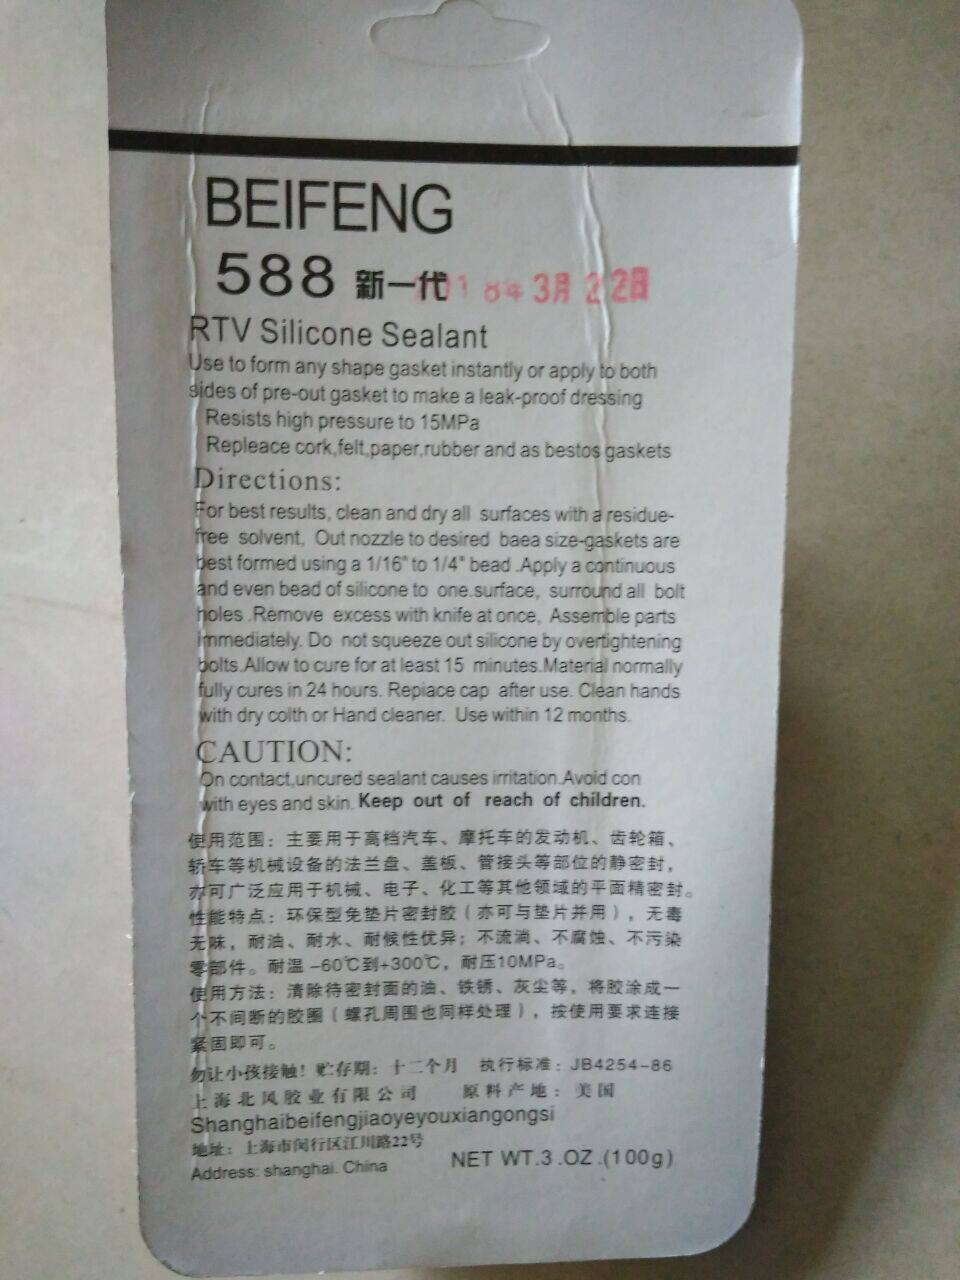 BEIFENG
588 新一代 2018年3月22日
RTV Silicone Sealant
Use to form any shape gasket instantly or apply to both
sides of pre-out gasket to make a leak-proof dressing
Resists high pressure to 15MPa
Repleace cork,felt,paper,rubber and as bestos gaskets
Directions:
For best results, clean and dry all surfaces with a residue-
free solvent, Out nozzle to desired baea size-gaskets are
best formed using a 1/16" to 1/4" bead .Apply a continuous
and even bead of silicone to one.surface, surround all bolt
holes .Remove excess with knife at once, Assemble parts
immediately. Do not squeeze out silicone by overtightening
bolts.Allow to cure for at least 15 minutes.Material normally
fully cures in 24 hours. Repiace cap after use. Clean hands
with dry colth or Hand cleaner. Use within 12 months.
CAUTION:
On contact,uncured sealant causes irritation.Avoid con
with eyes and skin. Keep out of reach of children.
使用范围：主要用于高档汽车、摩托车的发动机、齿轮箱、
轿车等机械设备的法兰盘、盖板、管接头等部位的静密封，
亦可广泛应用于机械、电子、化工等其他领域的平面精密封。
性能特点：环保型免垫片密封胶（亦可与垫片并用），无毒
无味，耐油、耐水、耐候性优异；不流淌、不腐蚀、不污染
零部件。耐温 -60℃到+300℃，耐压10MPa。
使用方法：清除待密封面的油、铁锈、灰尘等，将胶涂成一
个不间断的胶圈（螺孔周围也同样处理），按使用要求连接
紧固即可。
勿让小孩接触！贮存期：十二个月 执行标准：JB4254-86
上海北风胶业有限公司 原料产地：美国
Shanghaibeifengjiaoyeyouxiangongsi
地址：上海市闵行区江川路22号
Address: shanghai. China NET WT.3.OZ.(100g)